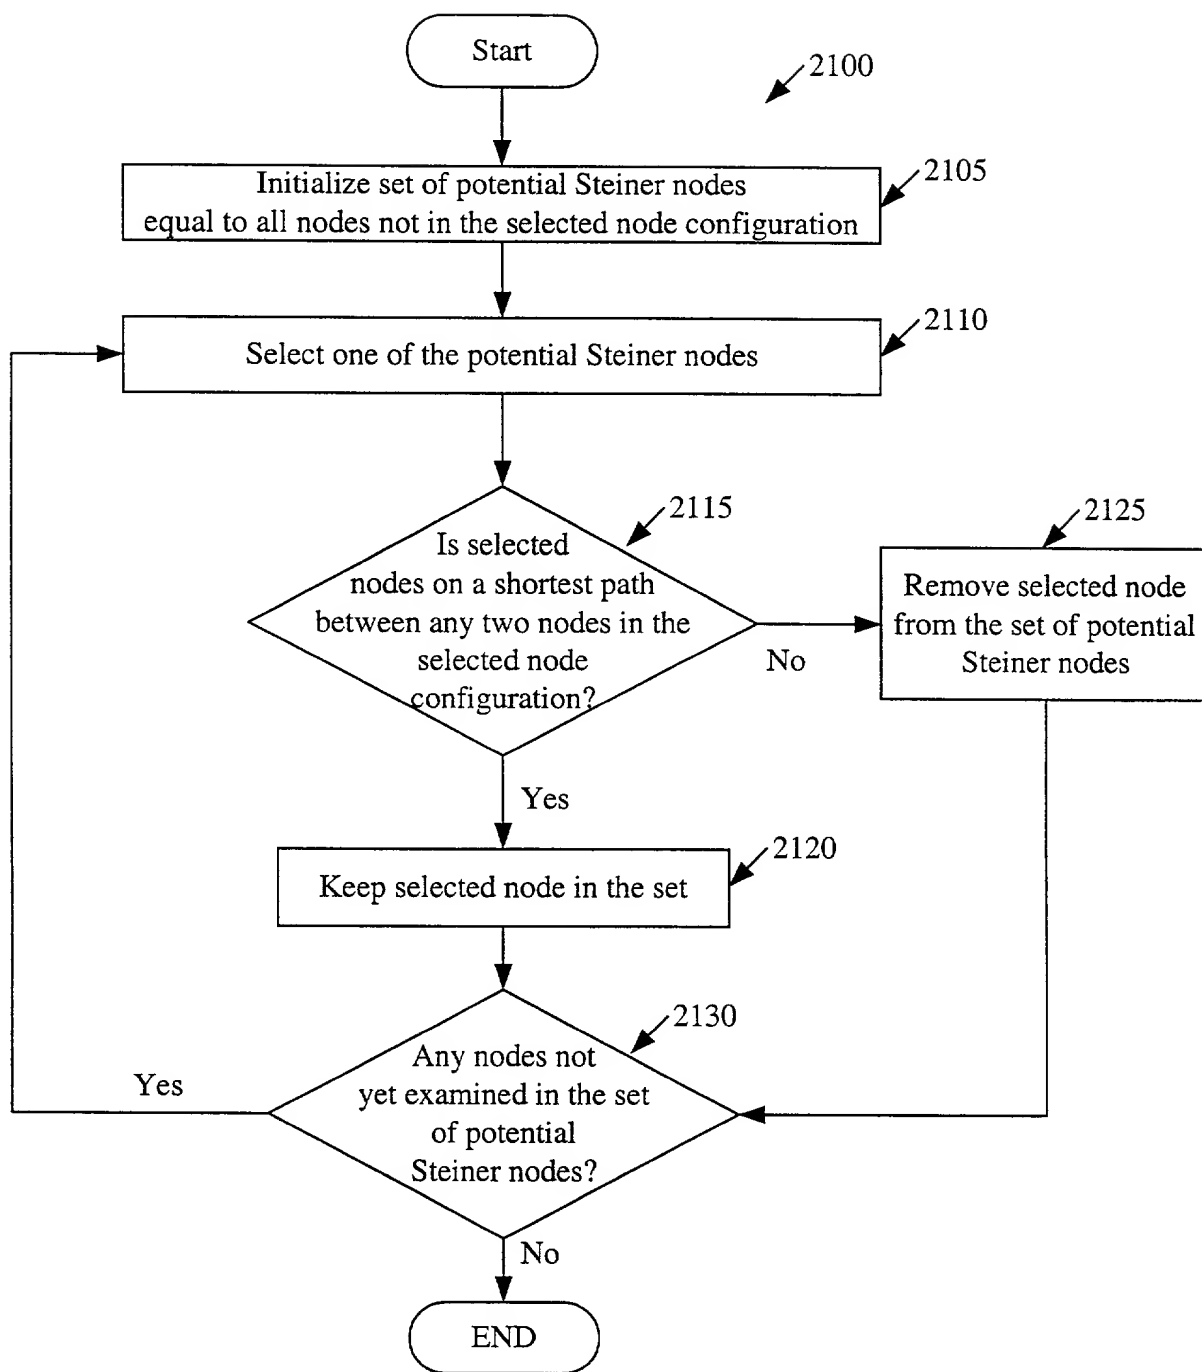 Start
2100
Initialize set of potential Steiner nodes
equal to all nodes not in the selected node configuration
2105
Select one of the potential Steiner nodes
2110
Is selected
nodes on a shortest path
between any two nodes in the
selected node
configuration?
2115
No
Remove selected node
from the set of potential
Steiner nodes
2125
Yes
Keep selected node in the set
2120
Any nodes not
yet examined in the set
of potential
Steiner nodes?
2130
Yes
No
END